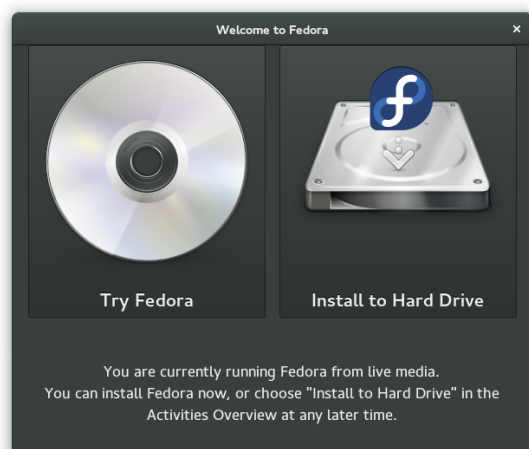 Welcome to Fedora
Try Fedora
Install to Hard Drive
You are currently running Fedora from live media.
You can install Fedora now, or choose "Install to Hard Drive" in the
Activities Overview at any later time.